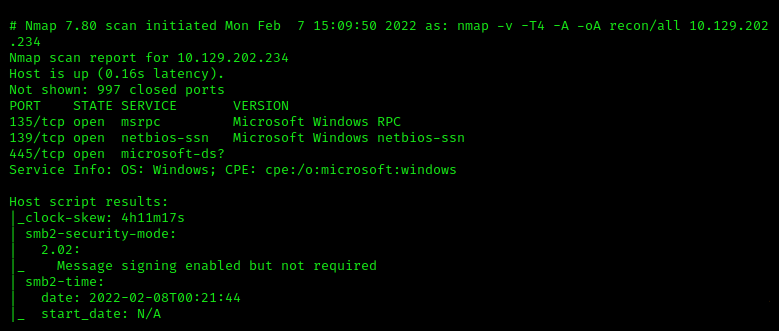 # Nmap 7.80 scan initiated Mon Feb  7 15:09:50 2022 as: nmap -v -T4 -A -oA recon/all 10.129.202
.234
Nmap scan report for 10.129.202.234
Host is up (0.16s latency).
Not shown: 997 closed ports
PORT    STATE SERVICE       VERSION
135/tcp open  msrpc         Microsoft Windows RPC
139/tcp open  netbios-ssn   Microsoft Windows netbios-ssn
445/tcp open  microsoft-ds?
Service Info: OS: Windows; CPE: cpe:/o:microsoft:windows

Host script results:
|_clock-skew: 4h11m17s
| smb2-security-mode:
|   2.02:
|_    Message signing enabled but not required
| smb2-time:
|   date: 2022-02-08T00:21:44
|_  start_date: N/A